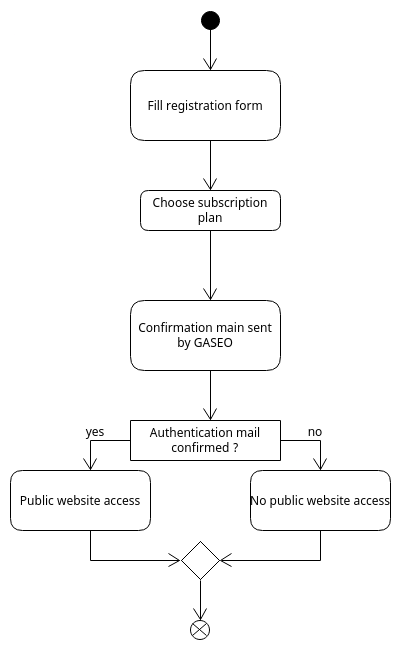 Fill registration form
Choose subscription
plan
Confirmation main sent
by GASEO
Authentication mail
confirmed ?
yes
no
Public website access
No public website access